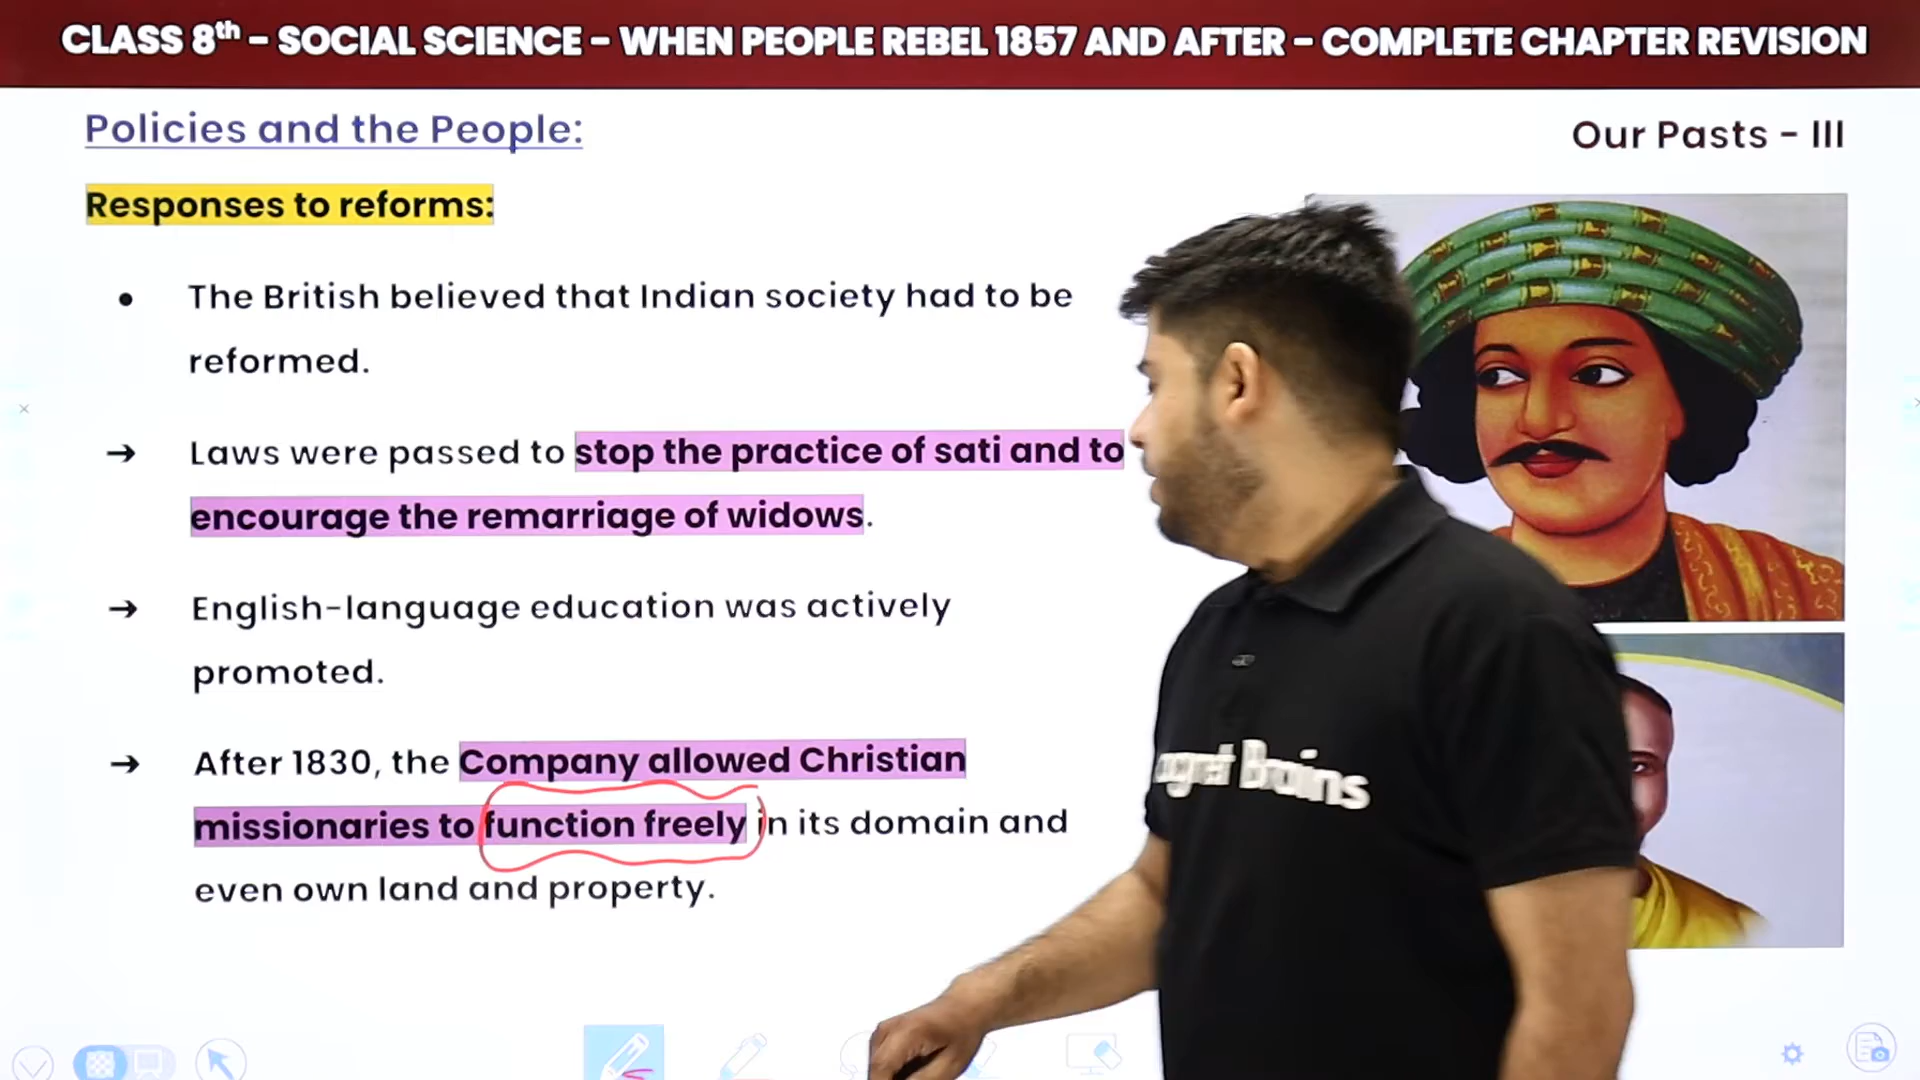 CLASS 8th – SOCIAL SCIENCE – WHEN PEOPLE REBEL 1857 AND AFTER – COMPLETE CHAPTER REVISION
Policies and the People:
Our Pasts – III
Responses to reforms:
● The British believed that Indian society had to be
reformed.
→ Laws were passed to stop the practice of sati and to
encourage the remarriage of widows.
→ English-language education was actively
promoted.
→ After 1830, the Company allowed Christian
missionaries to function freely in its domain and
even own land and property.
Brains